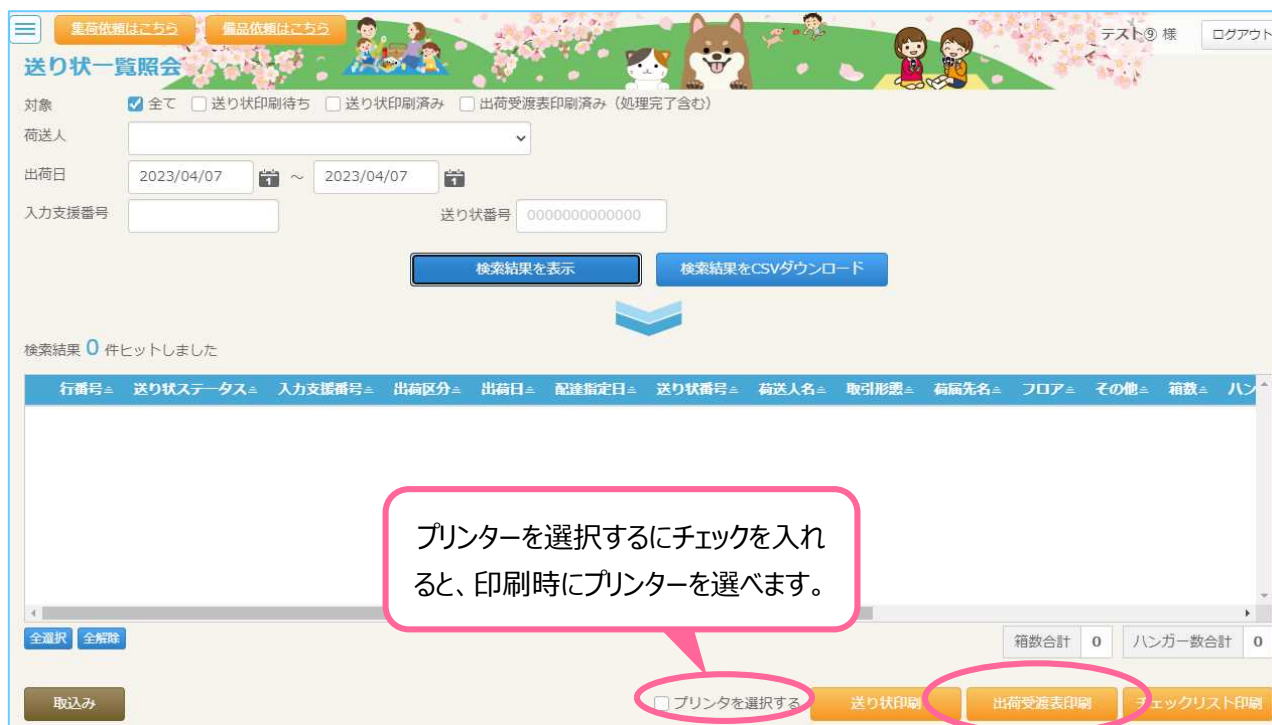 集荷依頼はこちら 備品依頼はこちら テスト⑨ 様 ログアウト
送り状一覧照会
対象 全て 送り状印刷待ち 送り状印刷済み 出荷受渡表印刷済み（処理完了含む）
荷送人
出荷日 2023/04/07 ～ 2023/04/07
入力支援番号 送り状番号 0000000000000
検索結果を表示 検索結果をCSVダウンロード
検索結果 0 件ヒットしました
行番号 送り状ステータス 入力支援番号 出荷区分 出荷日 配達指定日 送り状番号 荷送人名 取引形態 荷届先名 フロア その他 箱数 ハン
プリンターを選択するにチェックを入れ
ると、印刷時にプリンターを選べます。
全選択 全解除 箱数合計 0 ハンガー数合計 0
取込み プリンタを選択する 送り状印刷 出荷受渡表印刷 チェックリスト印刷